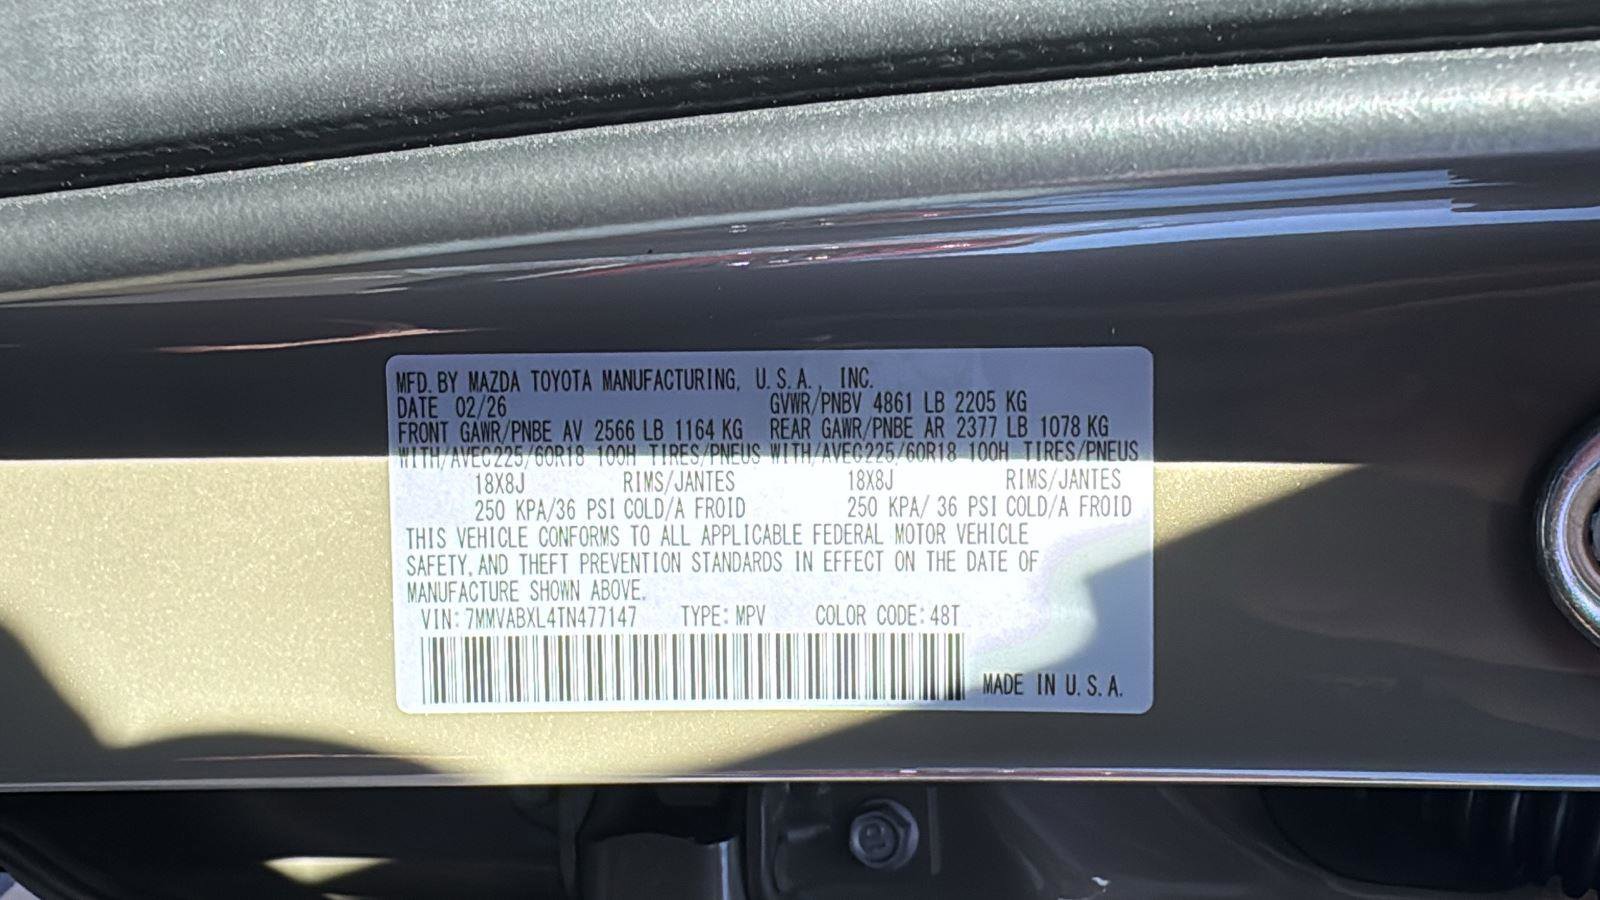 MFD. BY MAZDA TOYOTA MANUFACTURING, U.S.A., INC.
DATE 02/26 GVWR/PNBV 4861 LB 2205 KG
FRONT GAWR/PNBE AV 2566 LB 1164 KG REAR GAWR/PNBE AR 2377 LB 1078 KG
WITH/AVEC225/60R18 100H TIRES/PNEUS WITH/AVEC225/60R18 100H TIRES/PNEUS
18X8J RIMS/JANTES 18X8J RIMS/JANTES
250 KPA/36 PSI COLD/A FROID 250 KPA/ 36 PSI COLD/A FROID
THIS VEHICLE CONFORMS TO ALL APPLICABLE FEDERAL MOTOR VEHICLE
SAFETY, AND THEFT PREVENTION STANDARDS IN EFFECT ON THE DATE OF
MANUFACTURE SHOWN ABOVE.
VIN: 7MMVABXL4TN477147 TYPE: MPV COLOR CODE: 48T
MADE IN U.S.A.